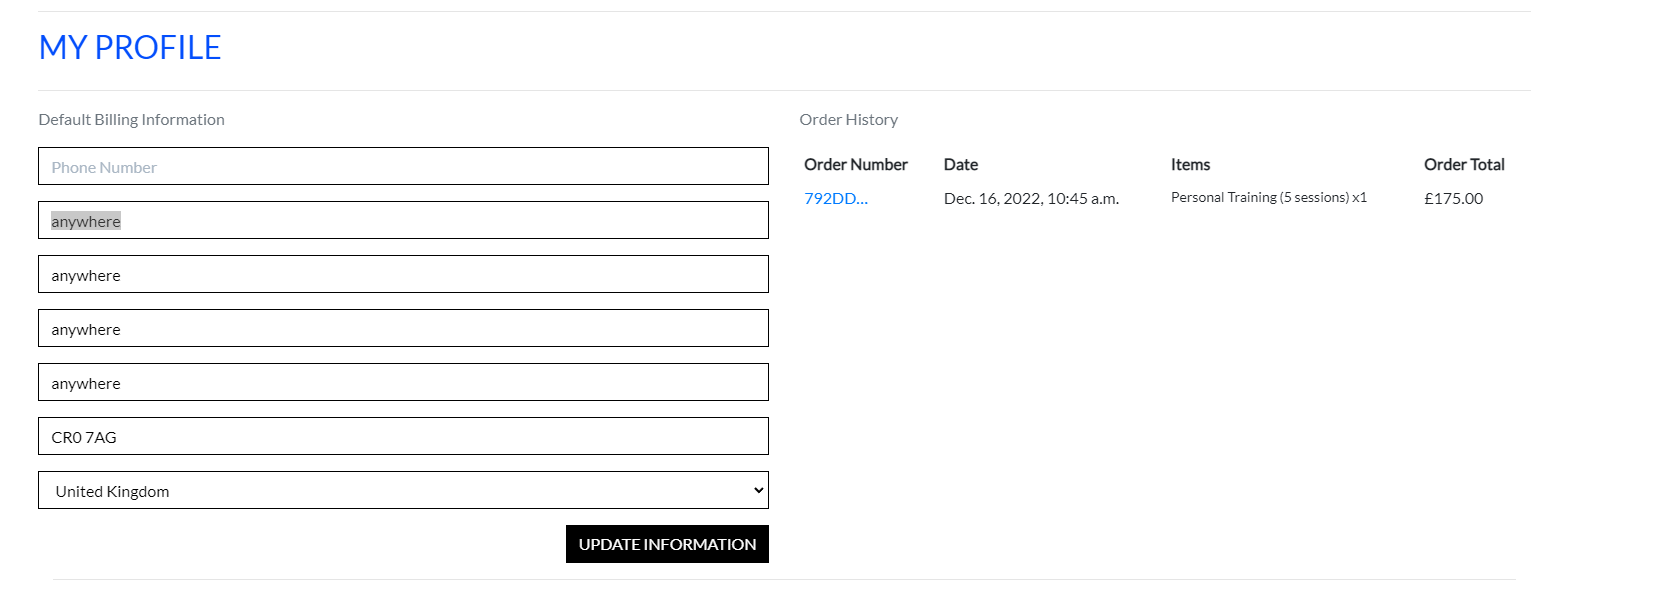 MY PROFILE
Default Billing Information
Phone Number
anywhere
anywhere
anywhere
anywhere
CR0 7AG
United Kingdom
UPDATE INFORMATION
Order History
Order Number Date Items Order Total
792DD... Dec. 16, 2022, 10:45 a.m. Personal Training (5 sessions) x1 £175.00